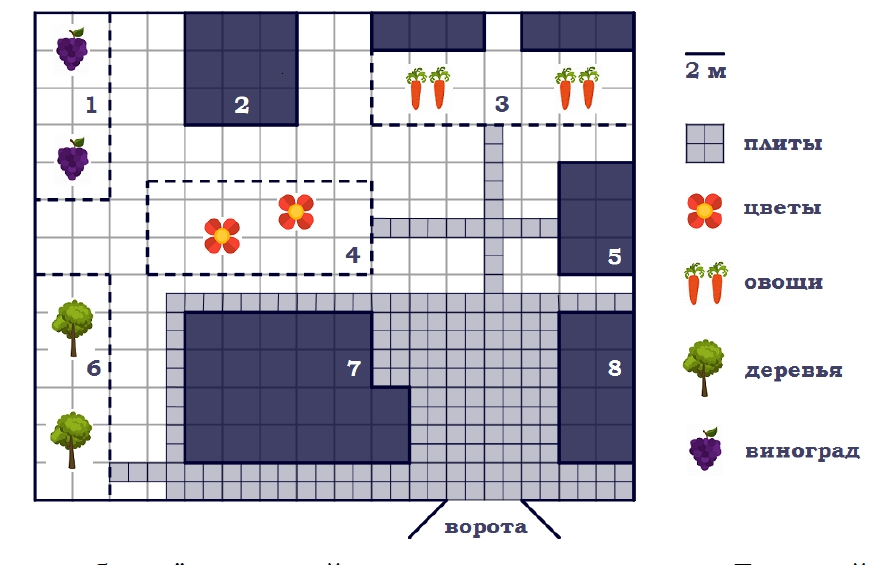 1
2
3
2 м
плиты
цветы
4
5
овощи
6
7
8
деревья
виноград
ворота